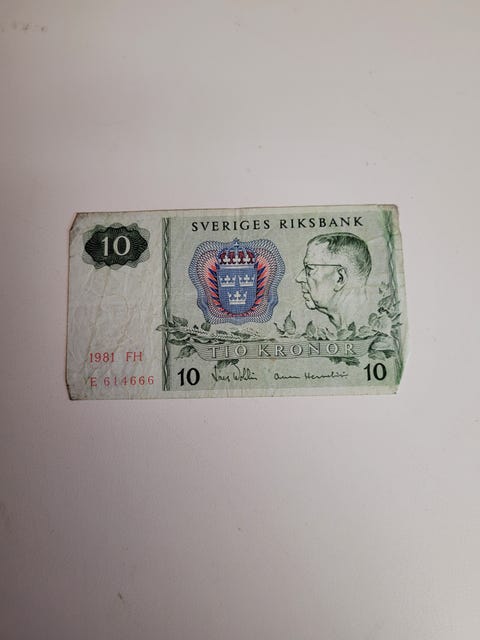 SVERIGES RIKSBANK
10
1981 FH
TIO KRONOR
E 614666
10
10